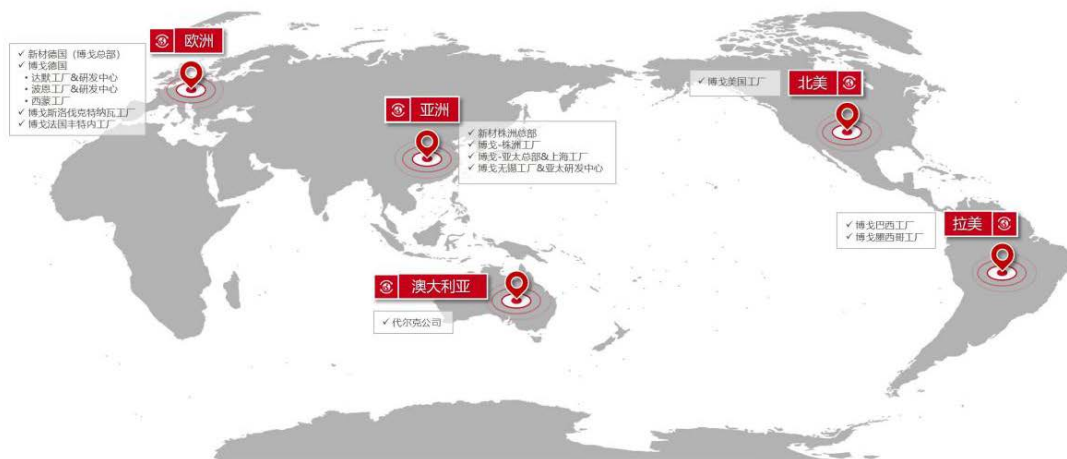 欧洲
✓ 新材德国（博戈总部）
✓ 博戈德国
• 达默工厂&研发中心
• 波恩工厂&研发中心
• 西蒙工厂
✓ 博戈斯洛伐克特纳瓦工厂
✓ 博戈法国丰特内工厂
亚洲
✓ 新材株洲总部
✓ 博戈-株洲工厂
✓ 博戈-亚太总部&上海工厂
✓ 博戈无锡工厂&亚太研发中心
澳大利亚
✓ 代尔克公司
北美
✓ 博戈美国工厂
拉美
✓ 博戈巴西工厂
✓ 博戈墨西哥工厂